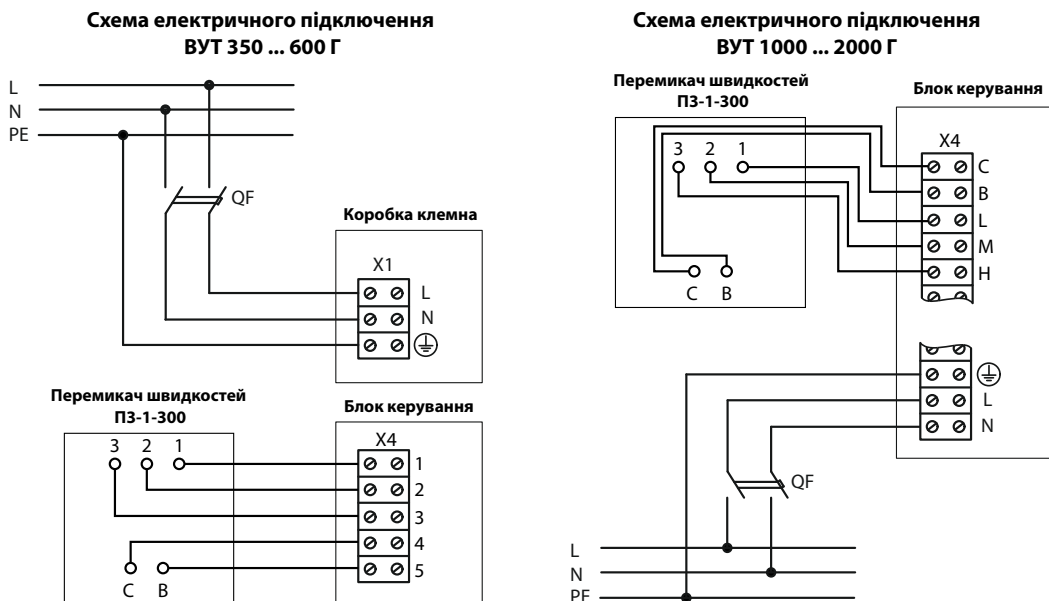 Схема електричного підключення
ВУТ 350 ... 600 Г
L
N
PE
QF
Коробка клемна
X1
L
N
Перемикач швидкостей
П3-1-300
3 2 1
C B
Блок керування
X4
1
2
3
4
5
Схема електричного підключення
ВУТ 1000 ... 2000 Г
Перемикач швидкостей
П3-1-300
3 2 1
C B
Блок керування
X4
C
B
L
M
H
L
N
QF
L
N
PE